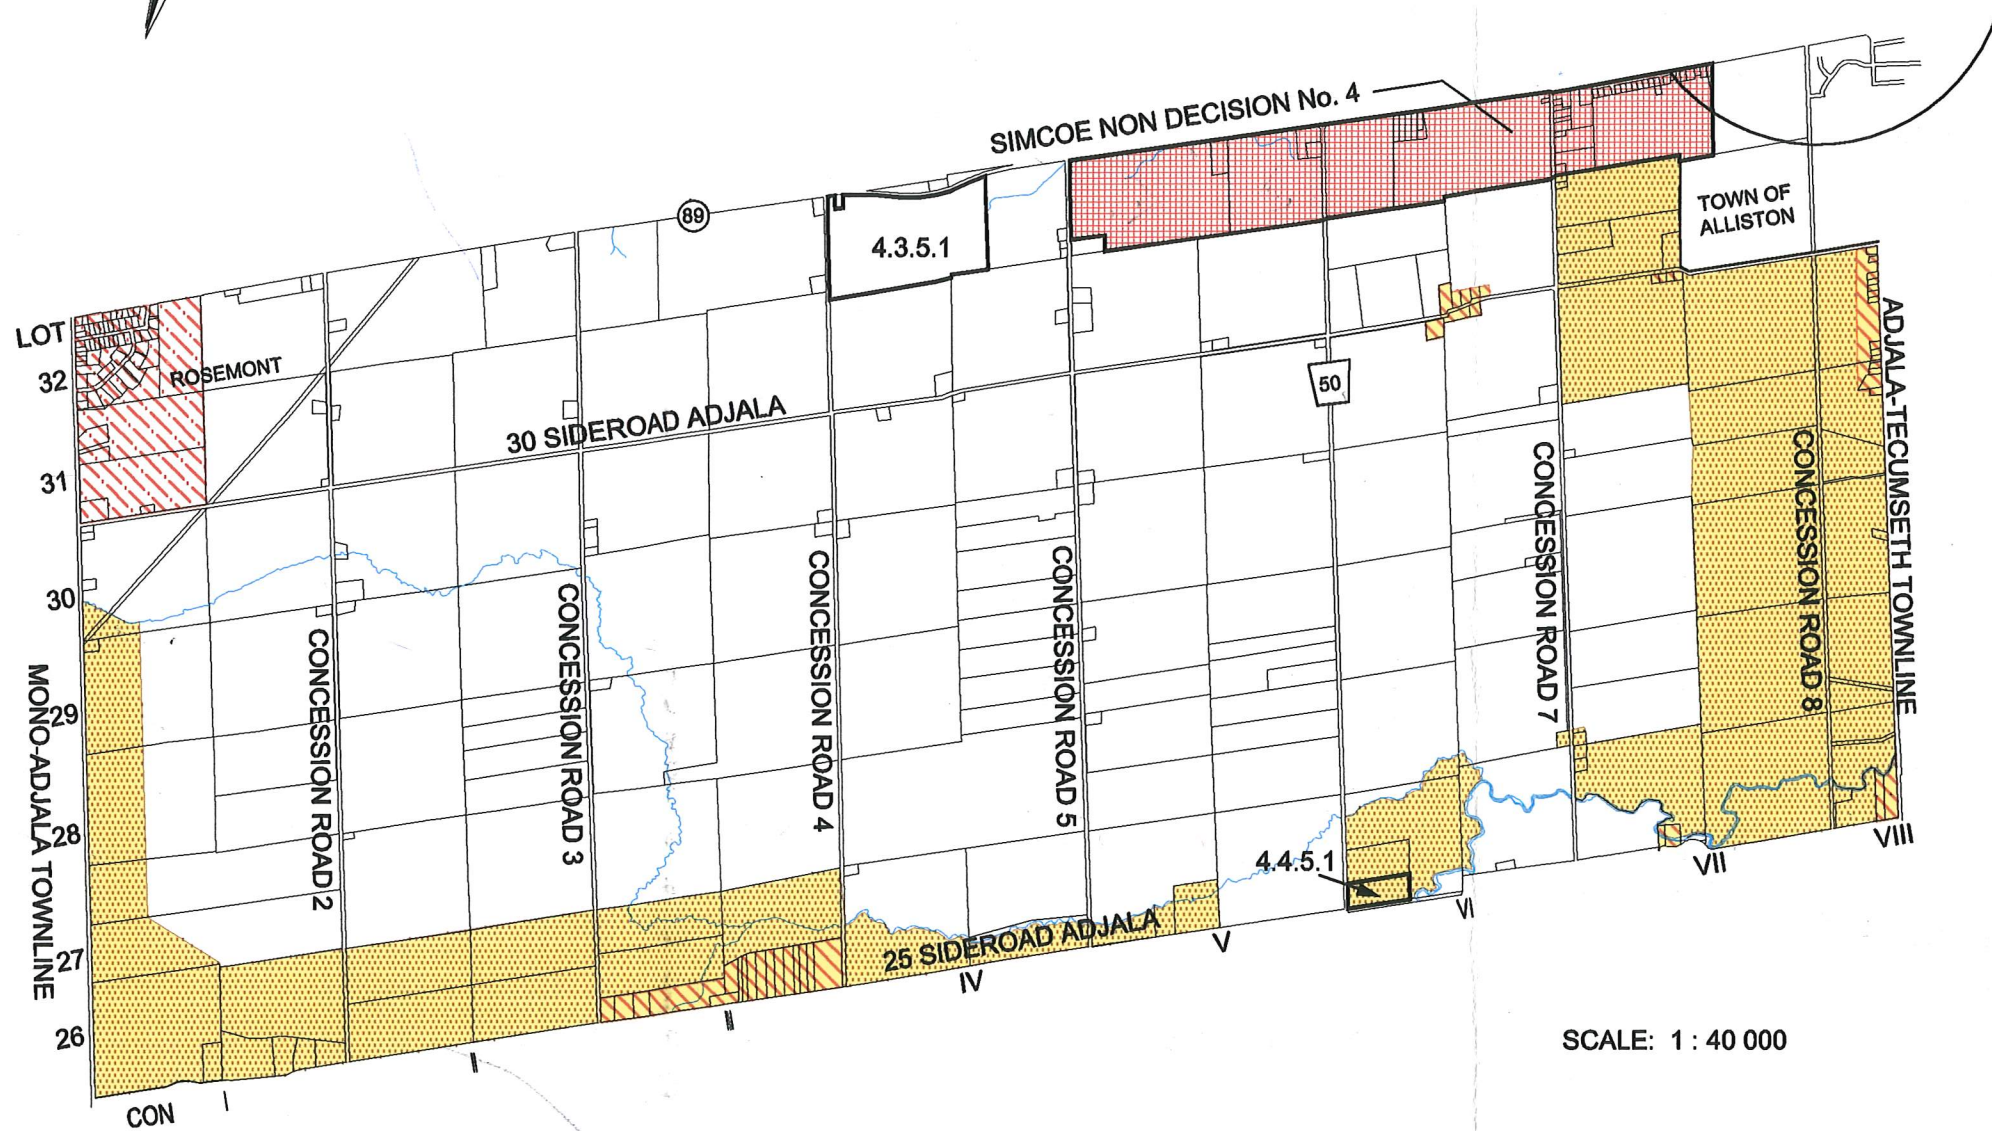 SIMCOE NON DECISION No. 4
89
4.3.5.1
TOWN OF
ALLISTON
LOT
32
31
30
29
28
27
26
ROSEMONT
30 SIDEROAD ADJALA
50
MONO-ADJALA TOWNLINE
CONCESSION ROAD 2
CONCESSION ROAD 3
CONCESSION ROAD 4
CONCESSION ROAD 5
CONCESSION ROAD 7
CONCESSION ROAD 8
ADJALA-TECUMSETH TOWNLINE
4.4.5.1
25 SIDEROAD ADJALA
CON
I
II
III
IV
V
VI
VII
VIII
SCALE: 1 : 40 000